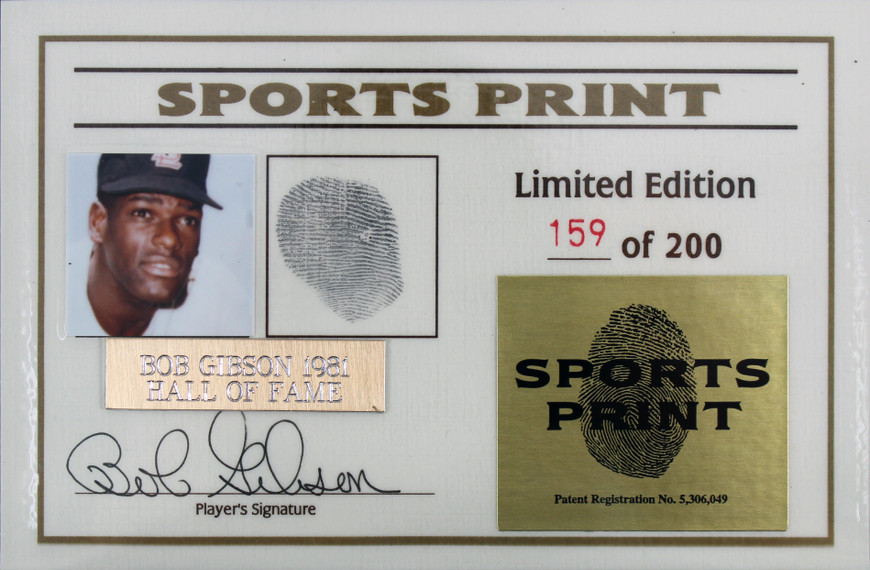 SPORTS PRINT
Limited Edition
159 of 200
BOB GIBSON 1981
HALL OF FAME
Bob Gibson
Player's Signature
SPORTS
PRINT
Patent Registration No. 5,306,049